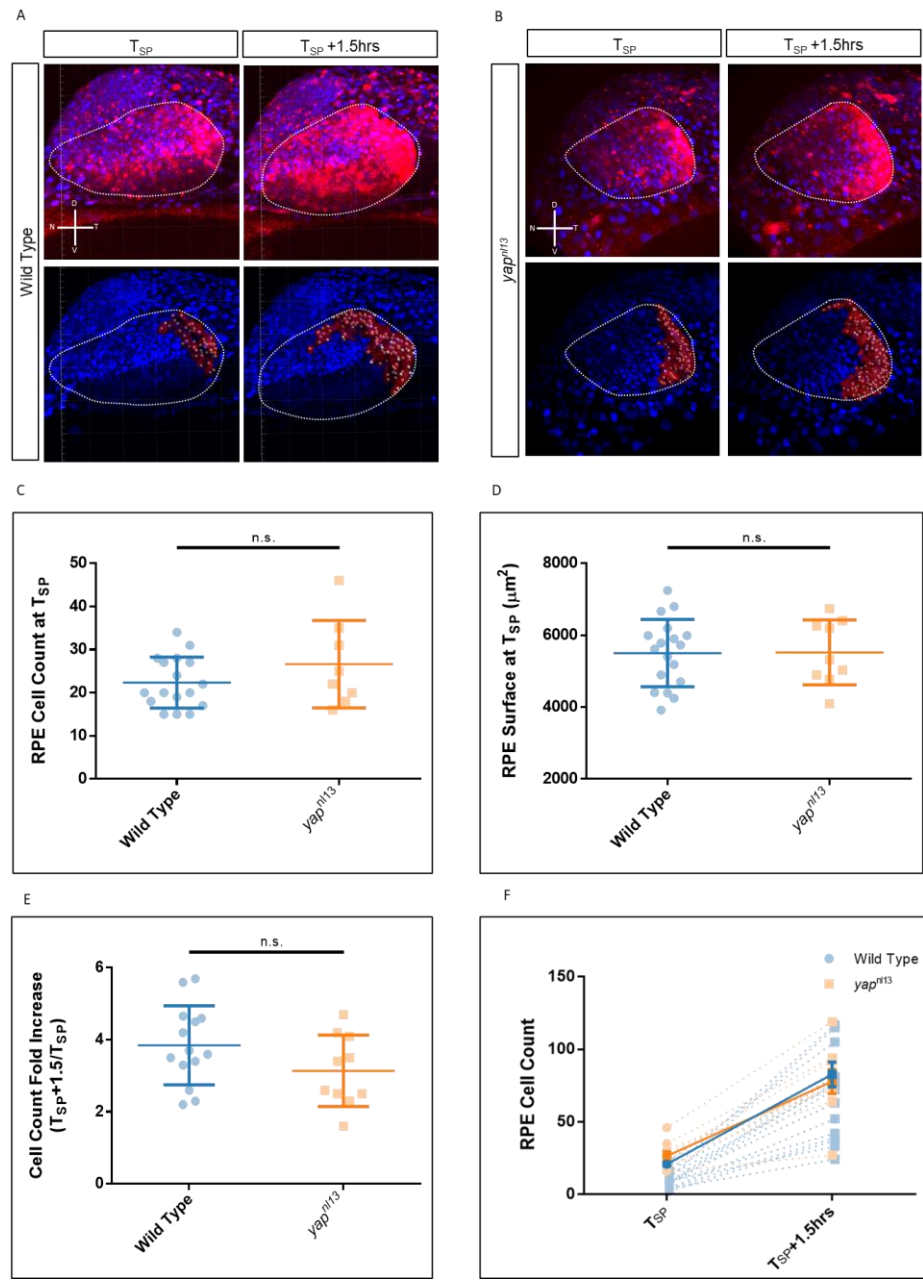 A
B
T_SP
T_SP +1.5hrs
T_SP
T_SP +1.5hrs
Wild Type
yap^nl13
D
N
T
V
D
N
T
V
C
n.s.
RPE Cell Count at T_SP
50
40
30
20
10
0
Wild Type
yap^nl13
D
n.s.
RPE Surface at T_SP (μm²)
8000
6000
4000
2000
Wild Type
yap^nl13
E
n.s.
Cell Count Fold Increase
(T_SP+1.5/T_SP)
6
4
2
0
Wild Type
yap^nl13
F
Wild Type
yap^nl13
RPE Cell Count
150
100
50
0
T_SP
T_SP+1.5hrs